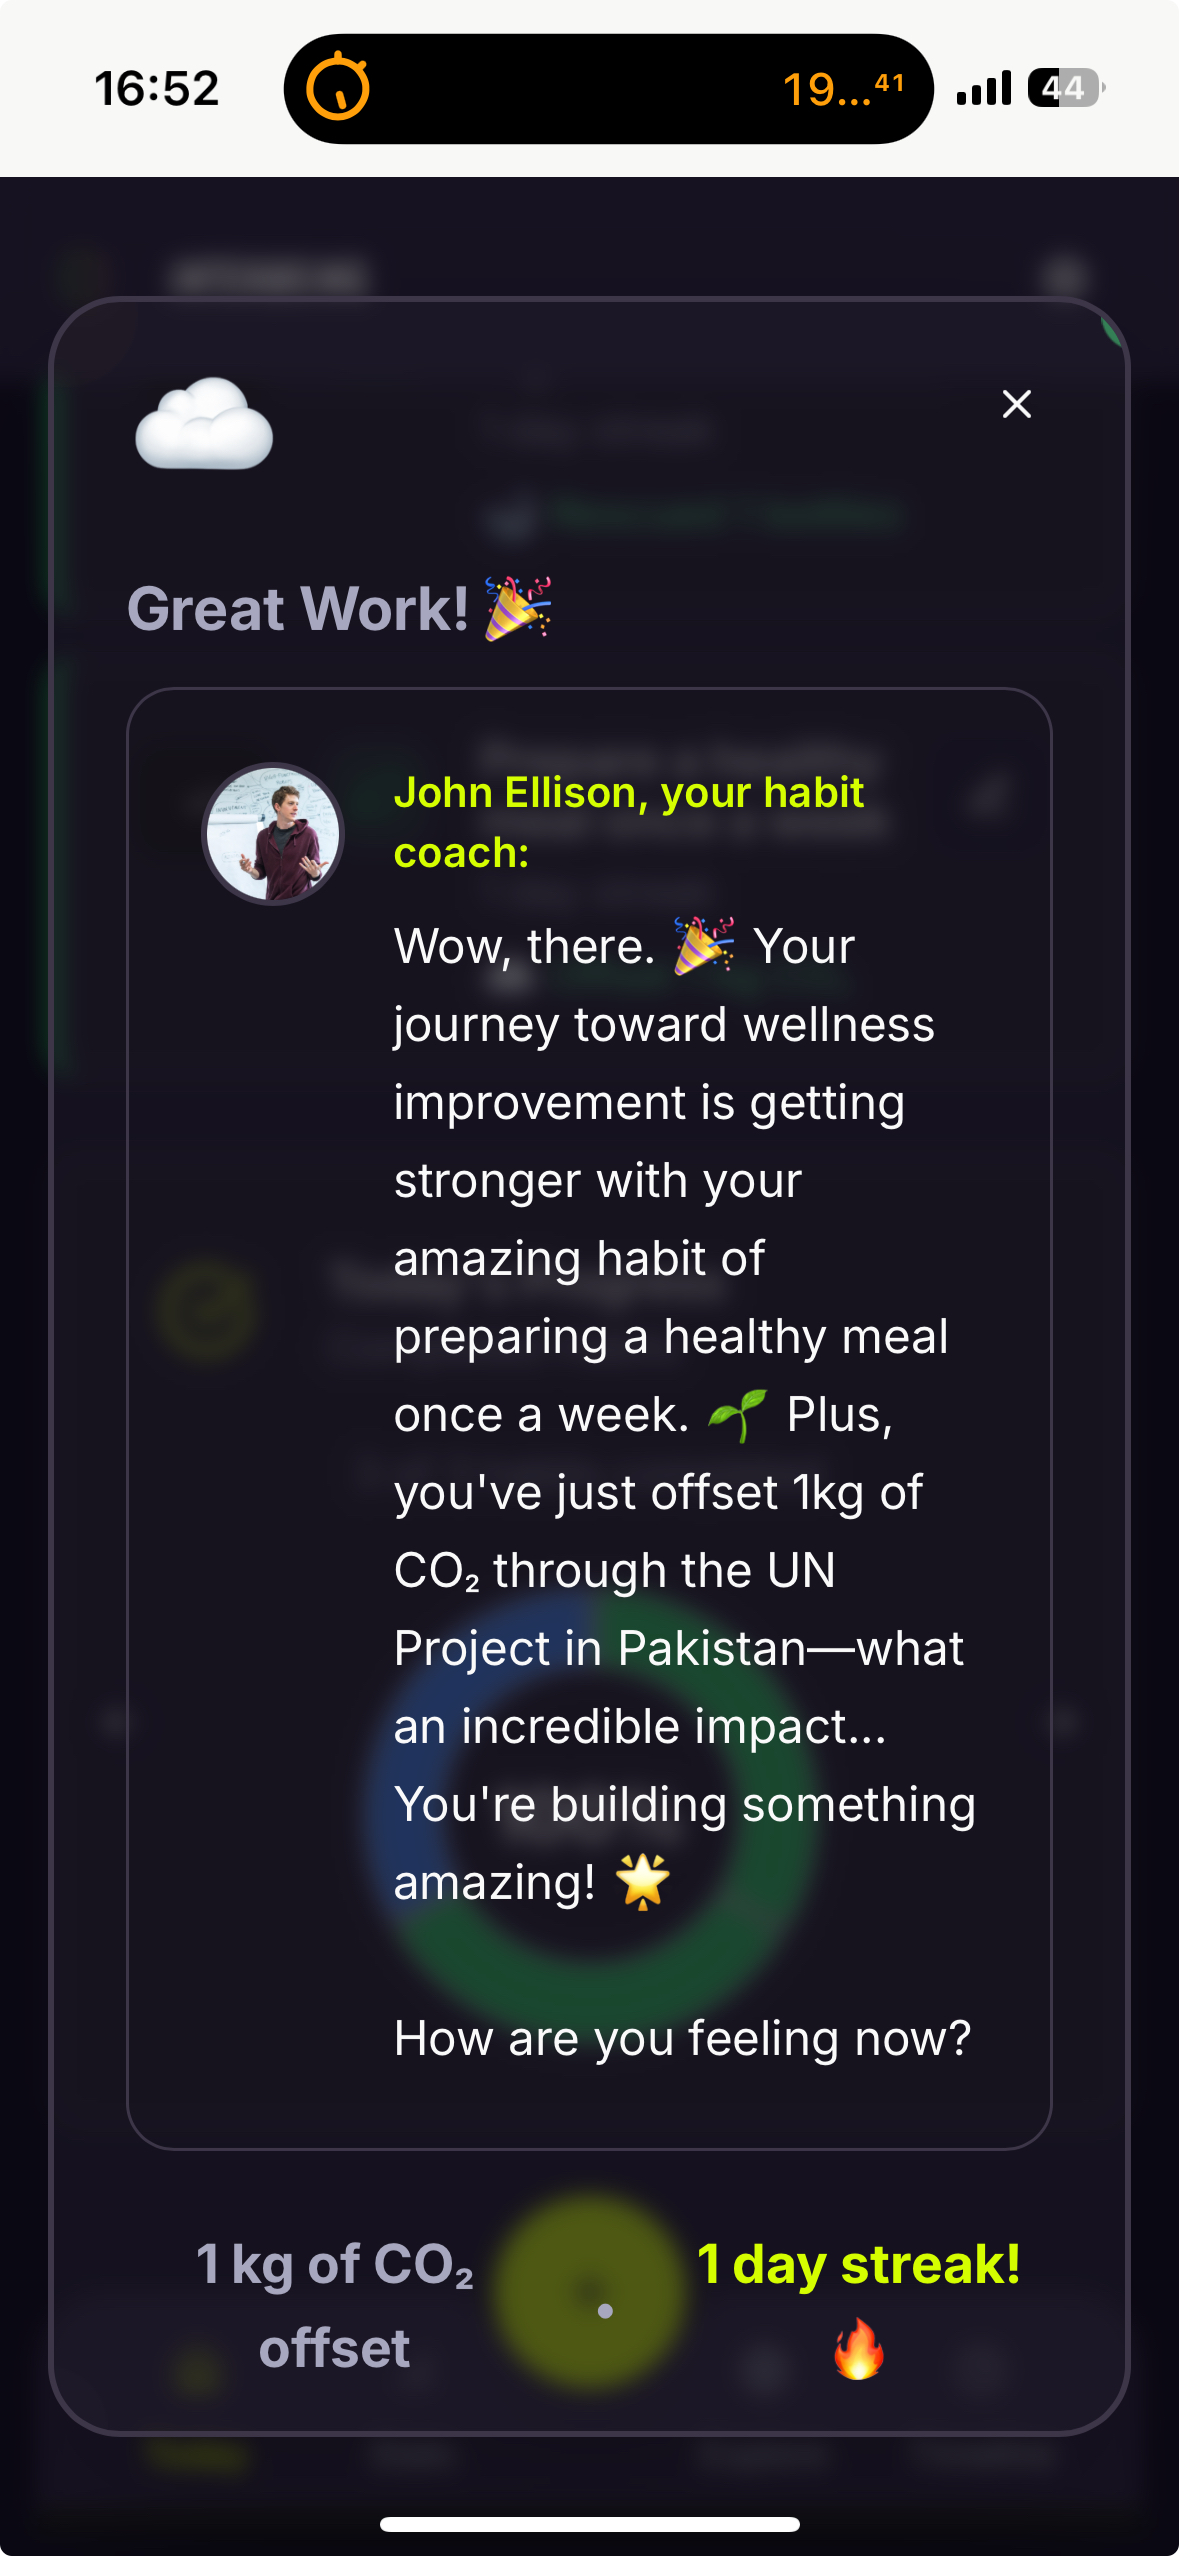 16:52
19...⁴¹
44
Great Work! 🎉
John Ellison, your habit
coach:
Wow, there. 🎉 Your
journey toward wellness
improvement is getting
stronger with your
amazing habit of
preparing a healthy meal
once a week. 🌱 Plus,
you've just offset 1kg of
CO₂ through the UN
Project in Pakistan—what
an incredible impact...
You're building something
amazing! 🌟
How are you feeling now?
1 kg of CO₂
offset
1 day streak!
🔥